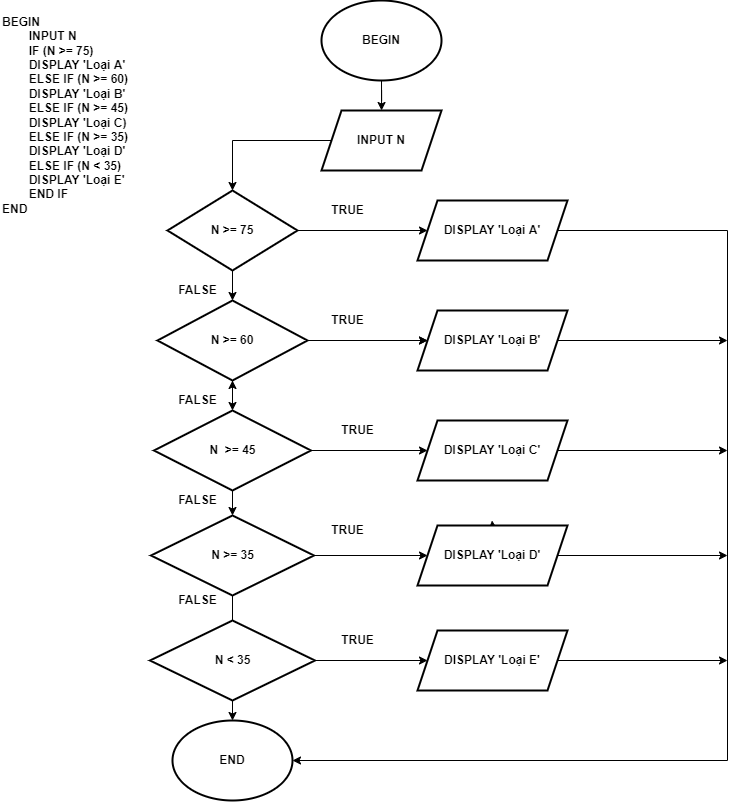 BEGIN
INPUT N
IF (N >= 75)
DISPLAY 'Loại A'
ELSE IF (N >= 60)
DISPLAY 'Loại B'
ELSE IF (N >= 45)
DISPLAY 'Loại C)
ELSE IF (N >= 35)
DISPLAY 'Loại D'
ELSE IF (N < 35)
DISPLAY 'Loại E'
END IF
END
BEGIN
INPUT N
N >= 75
TRUE
DISPLAY 'Loại A'
FALSE
N >= 60
TRUE
DISPLAY 'Loại B'
FALSE
N >= 45
TRUE
DISPLAY 'Loại C'
FALSE
N >= 35
TRUE
DISPLAY 'Loại D'
FALSE
N < 35
TRUE
DISPLAY 'Loại E'
END